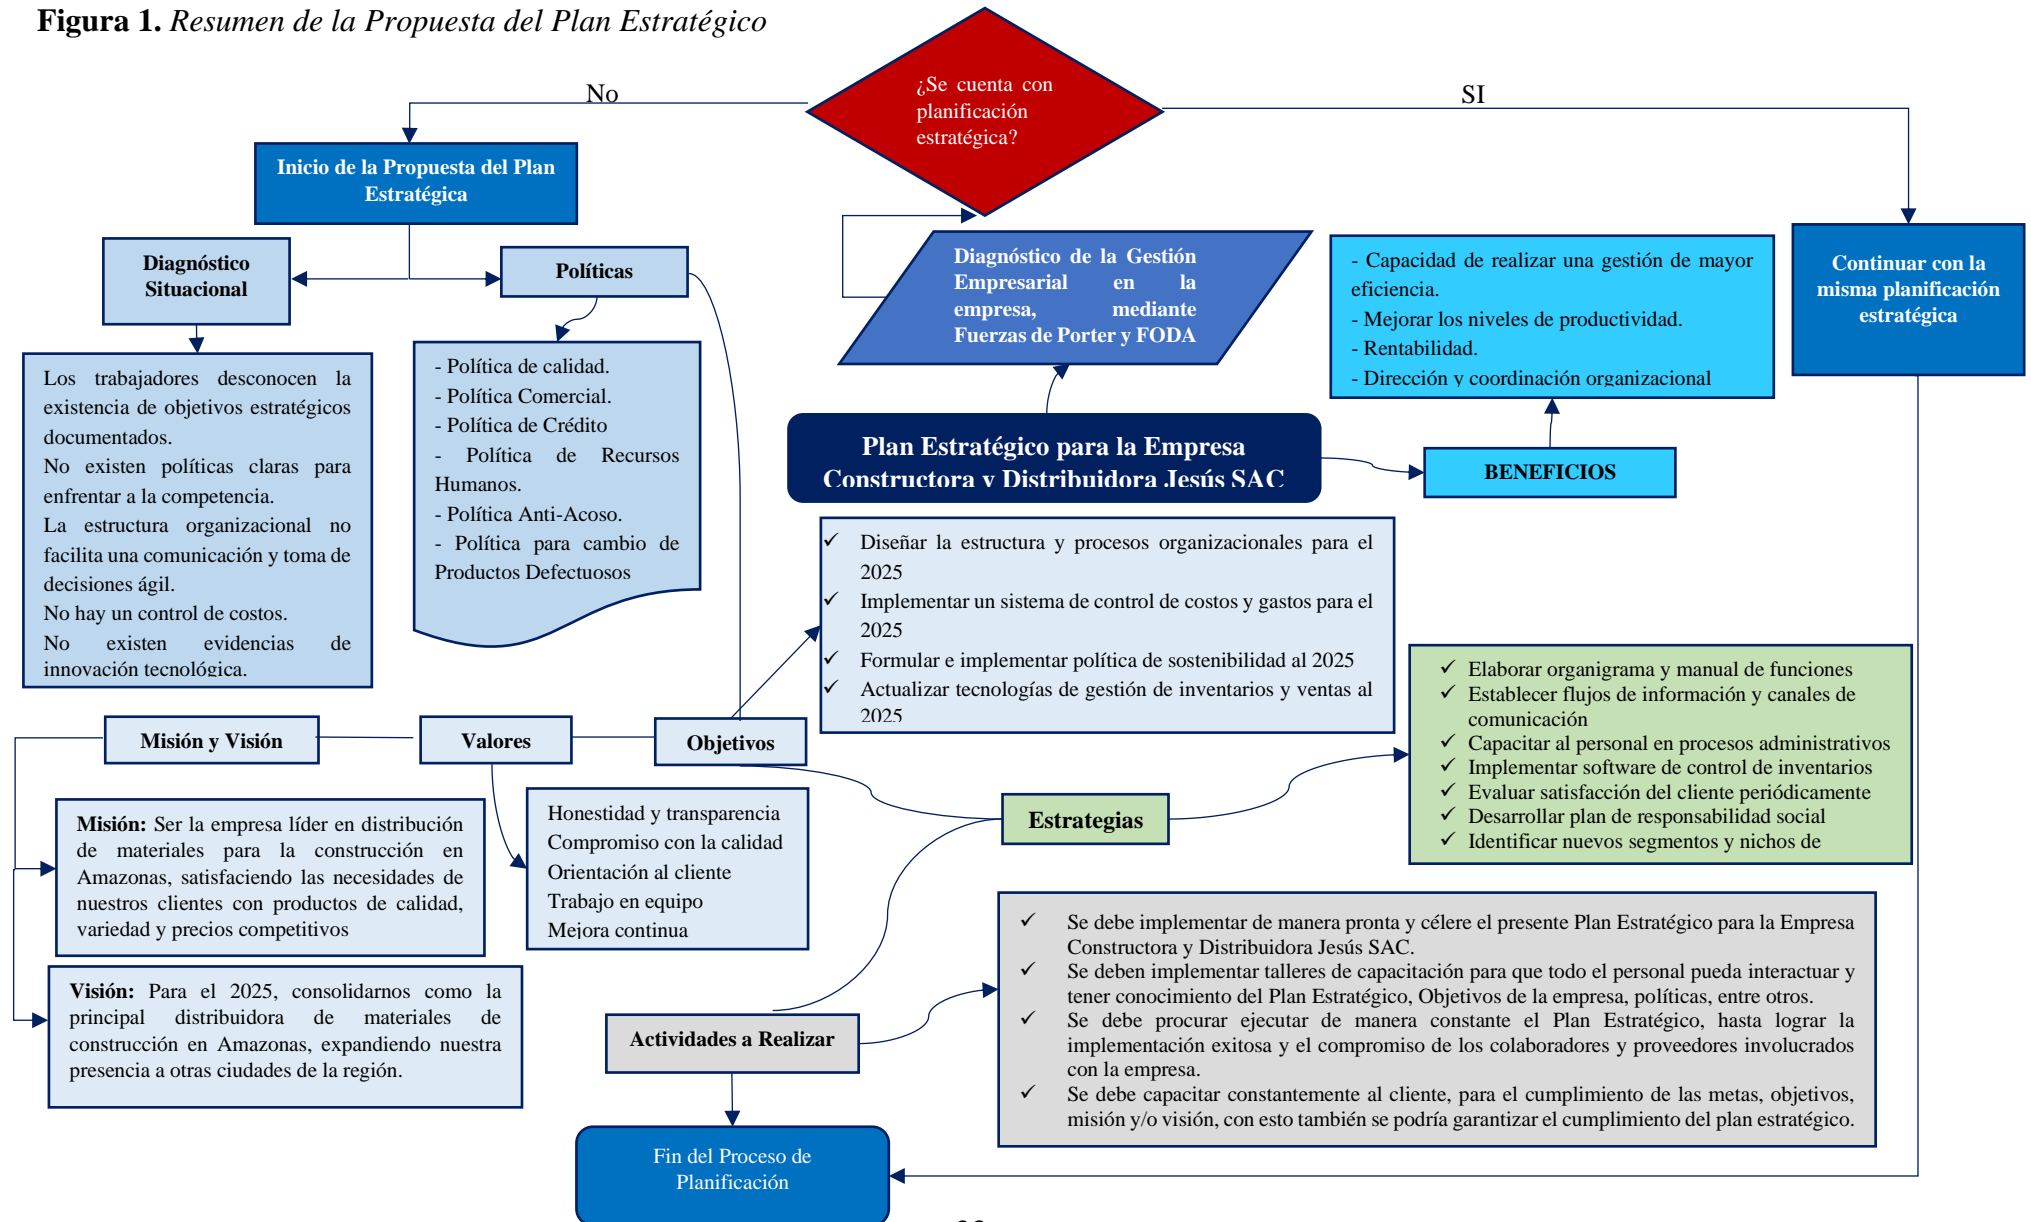 Figura 1. Resumen de la Propuesta del Plan Estratégico
¿Se cuenta con
planificación
estratégica?
No
SI
Inicio de la Propuesta del Plan
Estratégica
Diagnóstico
Situacional
Políticas
Diagnóstico de la Gestión
Empresarial en la
empresa, mediante
Fuerzas de Porter y FODA
- Capacidad de realizar una gestión de mayor
eficiencia.
- Mejorar los niveles de productividad.
- Rentabilidad.
- Dirección y coordinación organizacional
Continuar con la
misma planificación
estratégica
Los trabajadores desconocen la
existencia de objetivos estratégicos
documentados.
No existen políticas claras para
enfrentar a la competencia.
La estructura organizacional no
facilita una comunicación y toma de
decisiones ágil.
No hay un control de costos.
No existen evidencias de
innovación tecnológica.
- Política de calidad.
- Política Comercial.
- Política de Crédito
- Política de Recursos
Humanos.
- Política Anti-Acoso.
- Política para cambio de
Productos Defectuosos
Plan Estratégico para la Empresa
Constructora y Distribuidora Jesús SAC
BENEFICIOS
✓ Diseñar la estructura y procesos organizacionales para el
2025
✓ Implementar un sistema de control de costos y gastos para el
2025
✓ Formular e implementar política de sostenibilidad al 2025
✓ Actualizar tecnologías de gestión de inventarios y ventas al
2025
✓ Elaborar organigrama y manual de funciones
✓ Establecer flujos de información y canales de
comunicación
✓ Capacitar al personal en procesos administrativos
✓ Implementar software de control de inventarios
✓ Evaluar satisfacción del cliente periódicamente
✓ Desarrollar plan de responsabilidad social
✓ Identificar nuevos segmentos y nichos de
Misión y Visión
Valores
Objetivos
Estrategias
Misión: Ser la empresa líder en distribución
de materiales para la construcción en
Amazonas, satisfaciendo las necesidades de
nuestros clientes con productos de calidad,
variedad y precios competitivos
Honestidad y transparencia
Compromiso con la calidad
Orientación al cliente
Trabajo en equipo
Mejora continua
Visión: Para el 2025, consolidarnos como la
principal distribuidora de materiales de
construcción en Amazonas, expandiendo nuestra
presencia a otras ciudades de la región.
Actividades a Realizar
✓ Se debe implementar de manera pronta y célere el presente Plan Estratégico para la Empresa
Constructora y Distribuidora Jesús SAC.
✓ Se deben implementar talleres de capacitación para que todo el personal pueda interactuar y
tener conocimiento del Plan Estratégico, Objetivos de la empresa, políticas, entre otros.
✓ Se debe procurar ejecutar de manera constante el Plan Estratégico, hasta lograr la
implementación exitosa y el compromiso de los colaboradores y proveedores involucrados
con la empresa.
✓ Se debe capacitar constantemente al cliente, para el cumplimiento de las metas, objetivos,
misión y/o visión, con esto también se podría garantizar el cumplimiento del plan estratégico.
Fin del Proceso de
Planificación